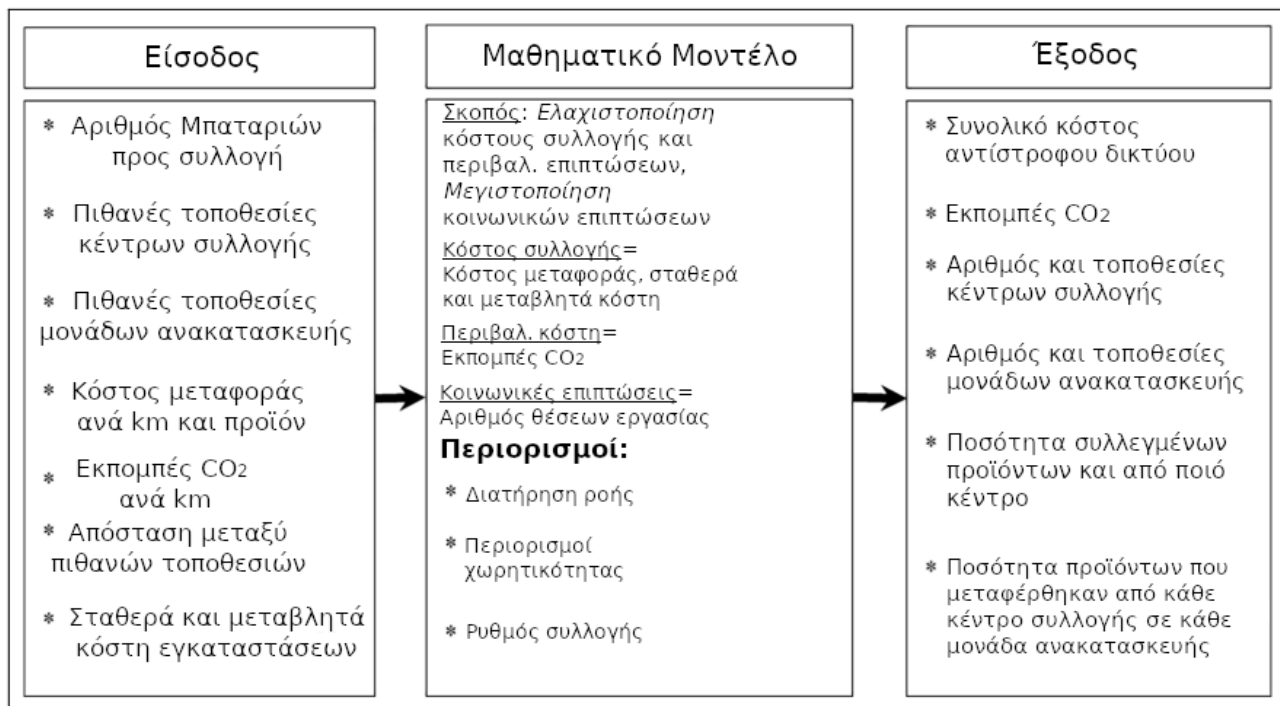 Είσοδος
* Αριθμός Μπαταριών
προς συλλογή
* Πιθανές τοποθεσίες
κέντρων συλλογής
* Πιθανές τοποθεσίες
μονάδων ανακατασκευής
* Κόστος μεταφοράς
ανά km και προϊόν
* Εκπομπές CO2
ανά km
* Απόσταση μεταξύ
πιθανών τοποθεσιών
* Σταθερά και μεταβλητά
κόστη εγκαταστάσεων
Μαθηματικό Μοντέλο
Σκοπός: Ελαχιστοποίηση
κόστους συλλογής και
περιβαλ. επιπτώσεων,
Μεγιστοποίηση
κοινωνικών επιπτώσεων
Κόστος συλλογής=
Κόστος μεταφοράς, σταθερά
και μεταβλητά κόστη
Περιβαλ. κόστη=
Εκπομπές CO2
Κοινωνικές επιπτώσεις=
Αριθμός θέσεων εργασίας
Περιορισμοί:
* Διατήρηση ροής
* Περιορισμοί
χωρητικότητας
* Ρυθμός συλλογής
Έξοδος
* Συνολικό κόστος
αντίστροφου δικτύου
* Εκπομπές CO2
* Αριθμός και τοποθεσίες
κέντρων συλλογής
* Αριθμός και τοποθεσίες
μονάδων ανακατασκευής
* Ποσότητα συλλεγμένων
προϊόντων και από ποιό
κέντρο
* Ποσότητα προϊόντων που
μεταφέρθηκαν από κάθε
κέντρο συλλογής σε κάθε
μονάδα ανακατασκευής